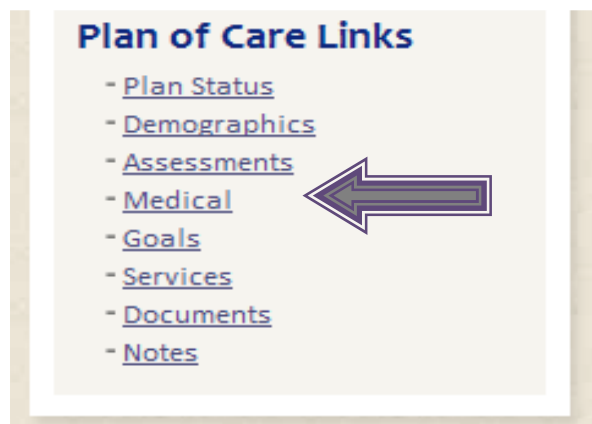 Plan of Care Links
- Plan Status
- Demographics
- Assessments
- Medical
- Goals
- Services
- Documents
- Notes